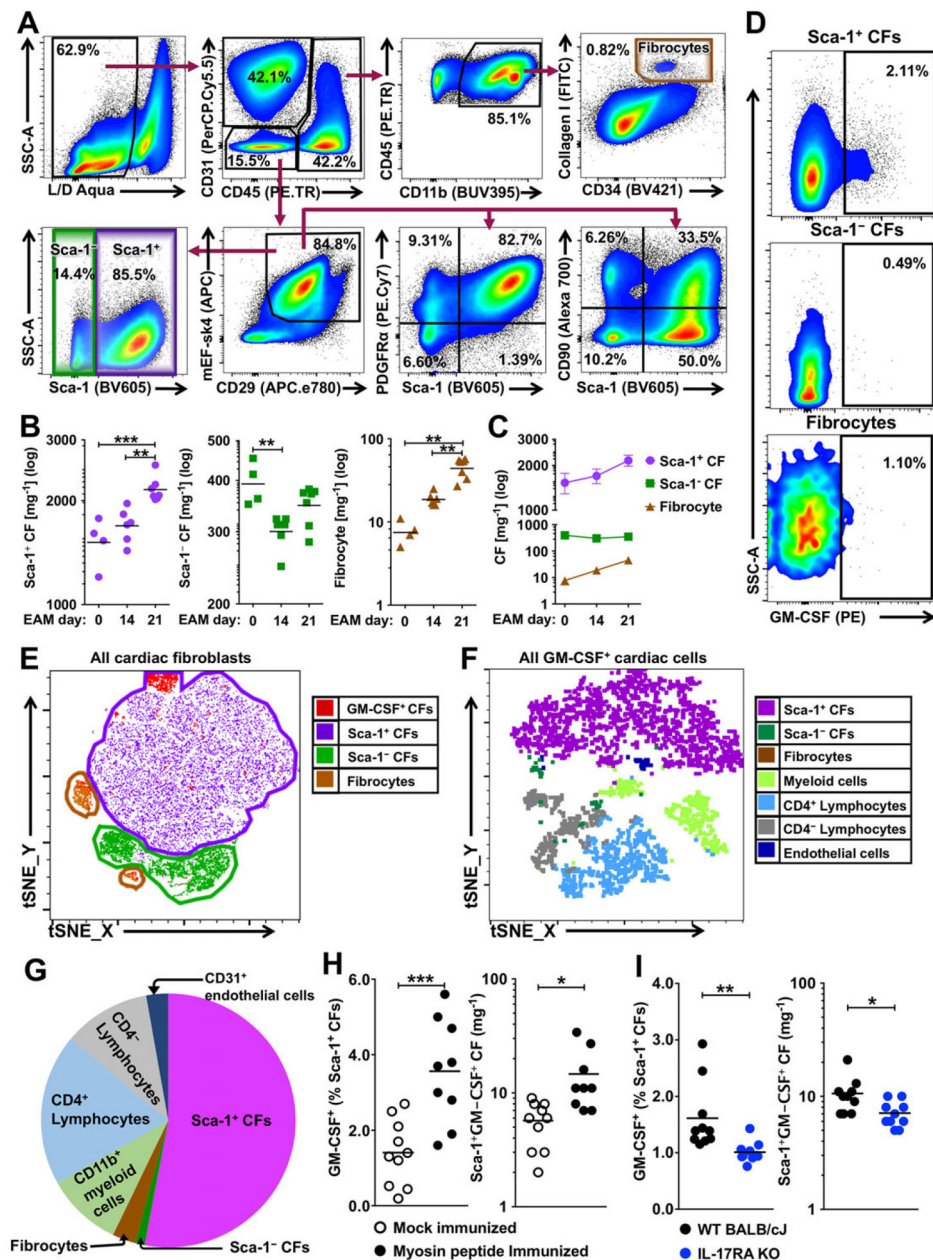 A
62.9%
SSC-A
L/D Aqua
42.1%
15.5%
42.2%
CD31 (PerCP.Cy5.5)
CD45 (PE.TR)
85.1%
CD45 (PE.TR)
CD11b (BUV395)
0.82%
Fibrocytes
Collagen I (FITC)
CD34 (BV421)
Sca-1⁻
Sca-1⁺
14.4%
85.5%
SSC-A
Sca-1 (BV605)
84.8%
mEF-sk4 (APC)
CD29 (APC.e780)
9.31%
82.7%
6.60%
1.39%
PDGFRα (PE.Cy7)
Sca-1 (BV605)
6.26%
33.5%
10.2%
50.0%
CD90 (Alexa 700)
Sca-1 (BV605)
D
Sca-1⁺ CFs
2.11%
Sca-1⁻ CFs
0.49%
Fibrocytes
1.10%
SSC-A
GM-CSF (PE)
B
Sca-1⁺ CF [mg⁻¹] (log)
3000
2000
1000
***
**
EAM day: 0 14 21
Sca-1⁻ CF [mg⁻¹] (log)
500
400
300
200
**
EAM day: 0 14 21
Fibrocyte [mg⁻¹] (log)
100
10
1
**
**
EAM day: 0 14 21
C
CF [mg⁻¹] (log)
3000
2000
1000
1000
100
10
1
EAM day: 0 14 21
Sca-1⁺ CF
Sca-1⁻ CF
Fibrocyte
E
All cardiac fibroblasts
tSNE_Y
tSNE_X
GM-CSF⁺ CFs
Sca-1⁺ CFs
Sca-1⁻ CFs
Fibrocytes
F
All GM-CSF⁺ cardiac cells
tSNE_Y
tSNE_X
Sca-1⁺ CFs
Sca-1⁻ CFs
Fibrocytes
Myeloid cells
CD4⁺ Lymphocytes
CD4⁻ Lymphocytes
Endothelial cells
G
CD31⁺
endothelial cells
CD4⁻
Lymphocytes
CD4⁺
Lymphocytes
CD11b⁺
myeloid
cells
Sca-1⁺ CFs
Fibrocytes
Sca-1⁻ CFs
H
GM-CSF⁺ (% Sca-1⁺ CFs)
6.0
4.0
2.0
0.0
***
Sca-1⁺GM-CSF⁺ CF (mg⁻¹)
100
10
1
*
Mock immunized
Myosin peptide Immunized
I
GM-CSF⁺ (% Sca-1⁺ CFs)
4.0
3.0
2.0
1.0
0.0
**
Sca-1⁺GM-CSF⁺ CF (mg⁻¹)
100
10
1
*
WT BALB/cJ
IL-17RA KO